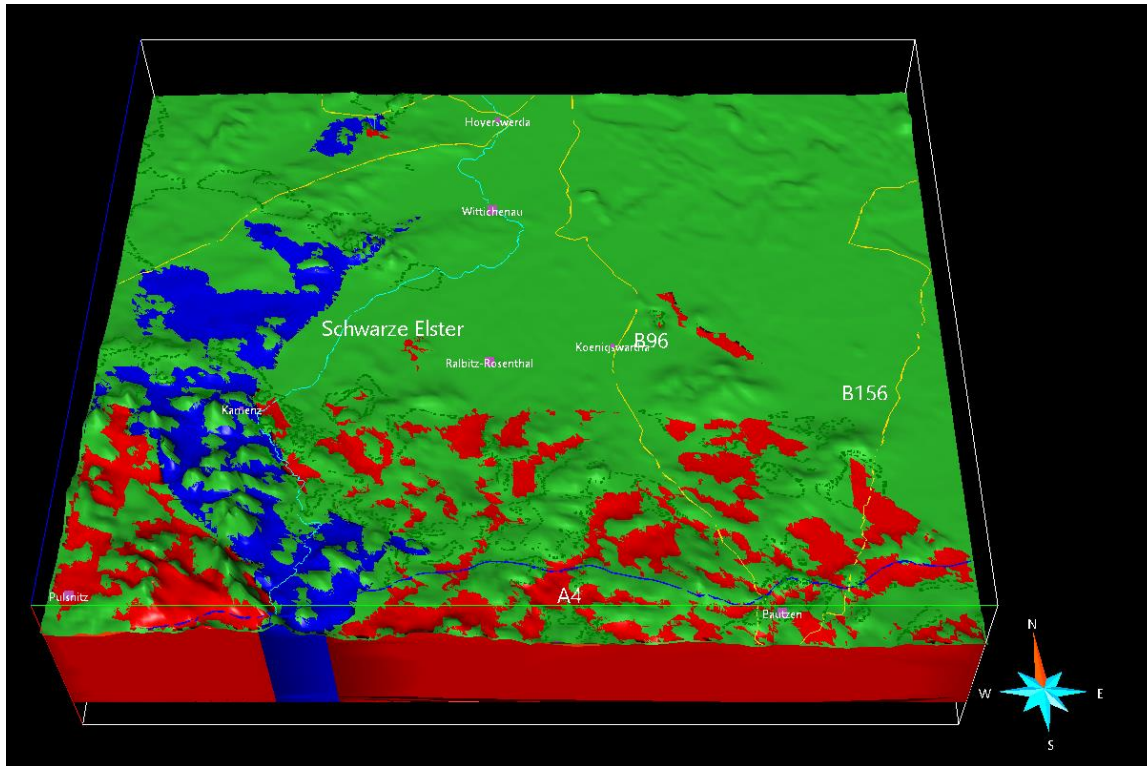 Hoyerswerda
Wittichenau
Schwarze Elster
B96
Koenigswartha
Ralbitz-Rosenthal
B156
Kamenz
A4
Pulsnitz
Bautzen
N
W
E
S